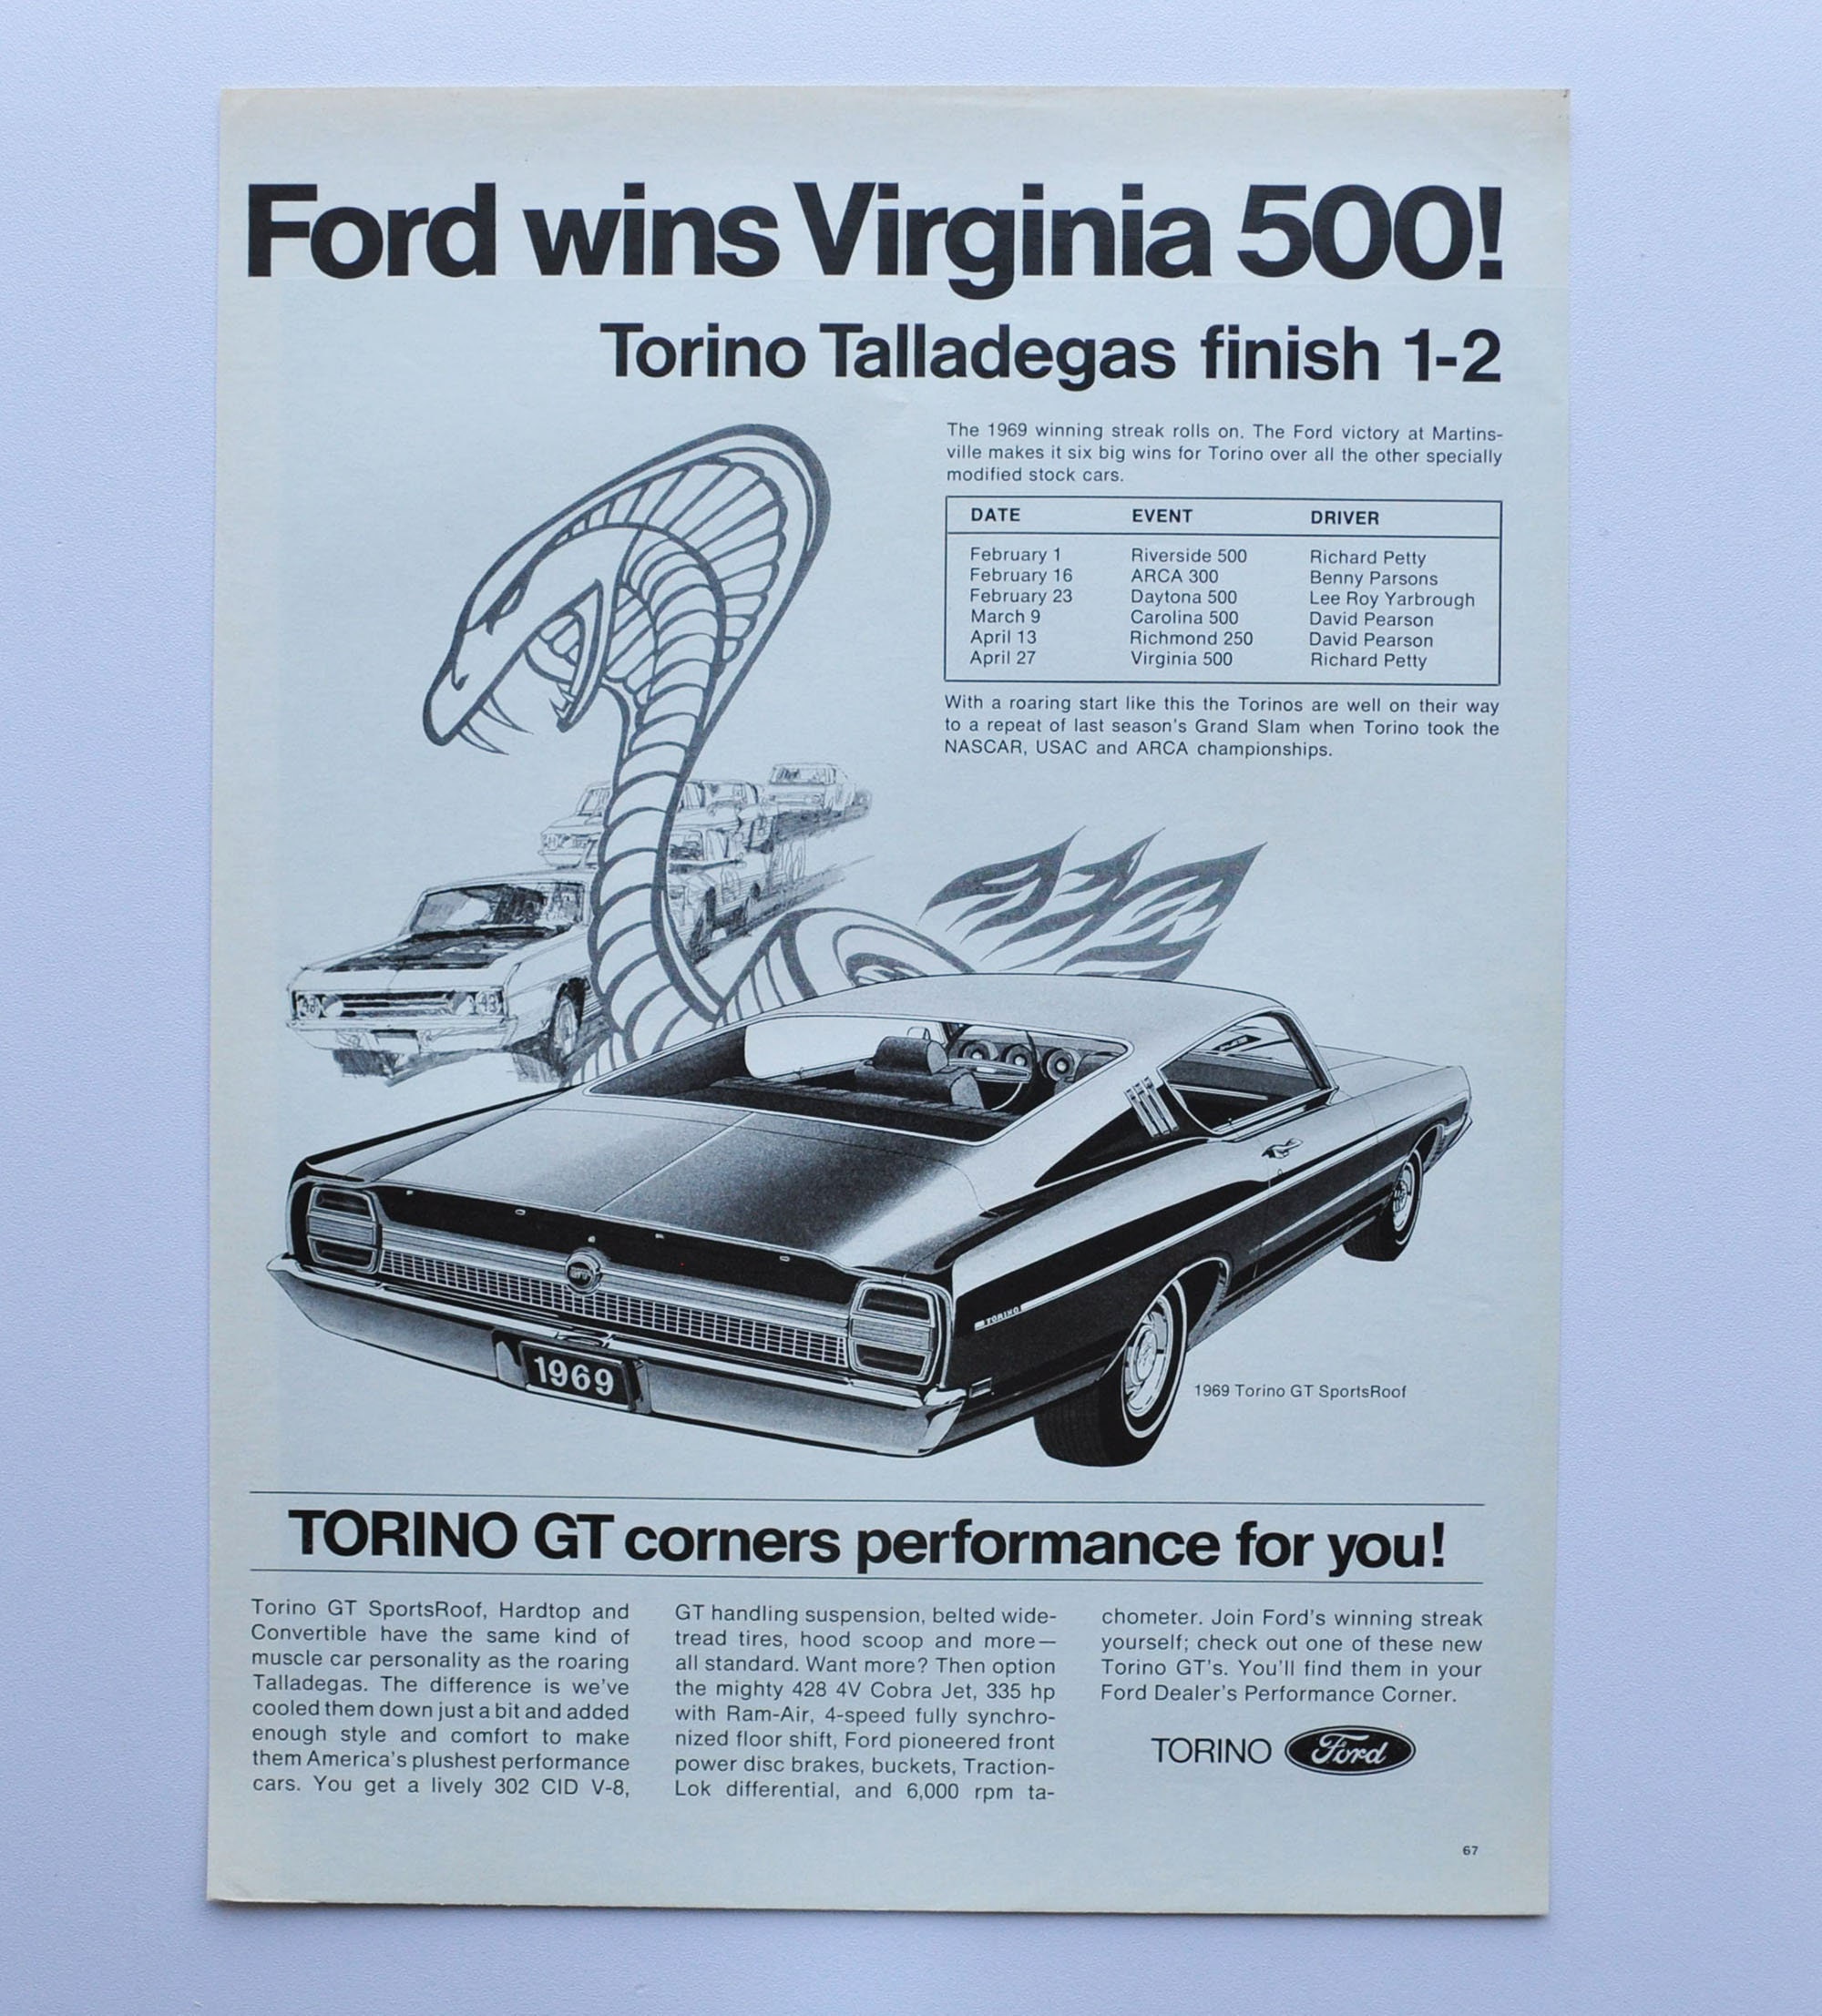 Ford wins Virginia 500!
Torino Talladegas finish 1-2
The 1969 winning streak rolls on. The Ford victory at Martins-
ville makes it six big wins for Torino over all the other specially
modified stock cars.
DATE EVENT DRIVER
February 1 Riverside 500 Richard Petty
February 16 ARCA 300 Benny Parsons
February 23 Daytona 500 Lee Roy Yarbrough
March 9 Carolina 500 David Pearson
April 13 Richmond 250 David Pearson
April 27 Virginia 500 Richard Petty
With a roaring start like this the Torinos are well on their way
to a repeat of last season's Grand Slam when Torino took the
NASCAR, USAC and ARCA championships.
43 43
TORINO
1969
1969 Torino GT SportsRoof
TORINO GT corners performance for you!
Torino GT SportsRoof, Hardtop and
Convertible have the same kind of
muscle car personality as the roaring
Talladegas. The difference is we've
cooled them down just a bit and added
enough style and comfort to make
them America's plushest performance
cars. You get a lively 302 CID V-8,
GT handling suspension, belted wide-
tread tires, hood scoop and more—
all standard. Want more? Then option
the mighty 428 4V Cobra Jet, 335 hp
with Ram-Air, 4-speed fully synchro-
nized floor shift, Ford pioneered front
power disc brakes, buckets, Traction-
Lok differential, and 6,000 rpm ta-
chometer. Join Ford's winning streak
yourself; check out one of these new
Torino GT's. You'll find them in your
Ford Dealer's Performance Corner.
TORINO Ford
67